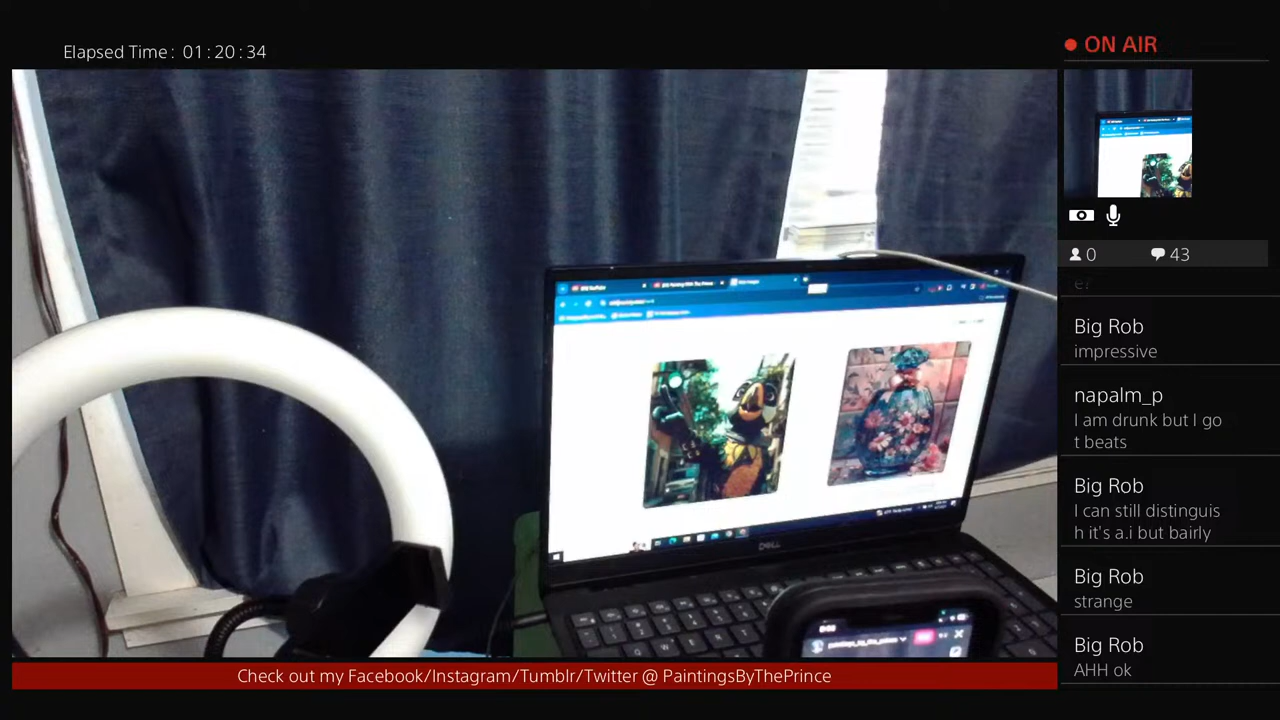 Elapsed Time: 01:20:34
ON AIR
0
43
e?
Big Rob
impressive
napalm_p
I am drunk but I go
t beats
Big Rob
I can still distinguis
h it's a.i but bairly
Big Rob
strange
Big Rob
AHH ok
DELL
Check out my Facebook/Instagram/Tumblr/Twitter @ PaintingsByThePrince